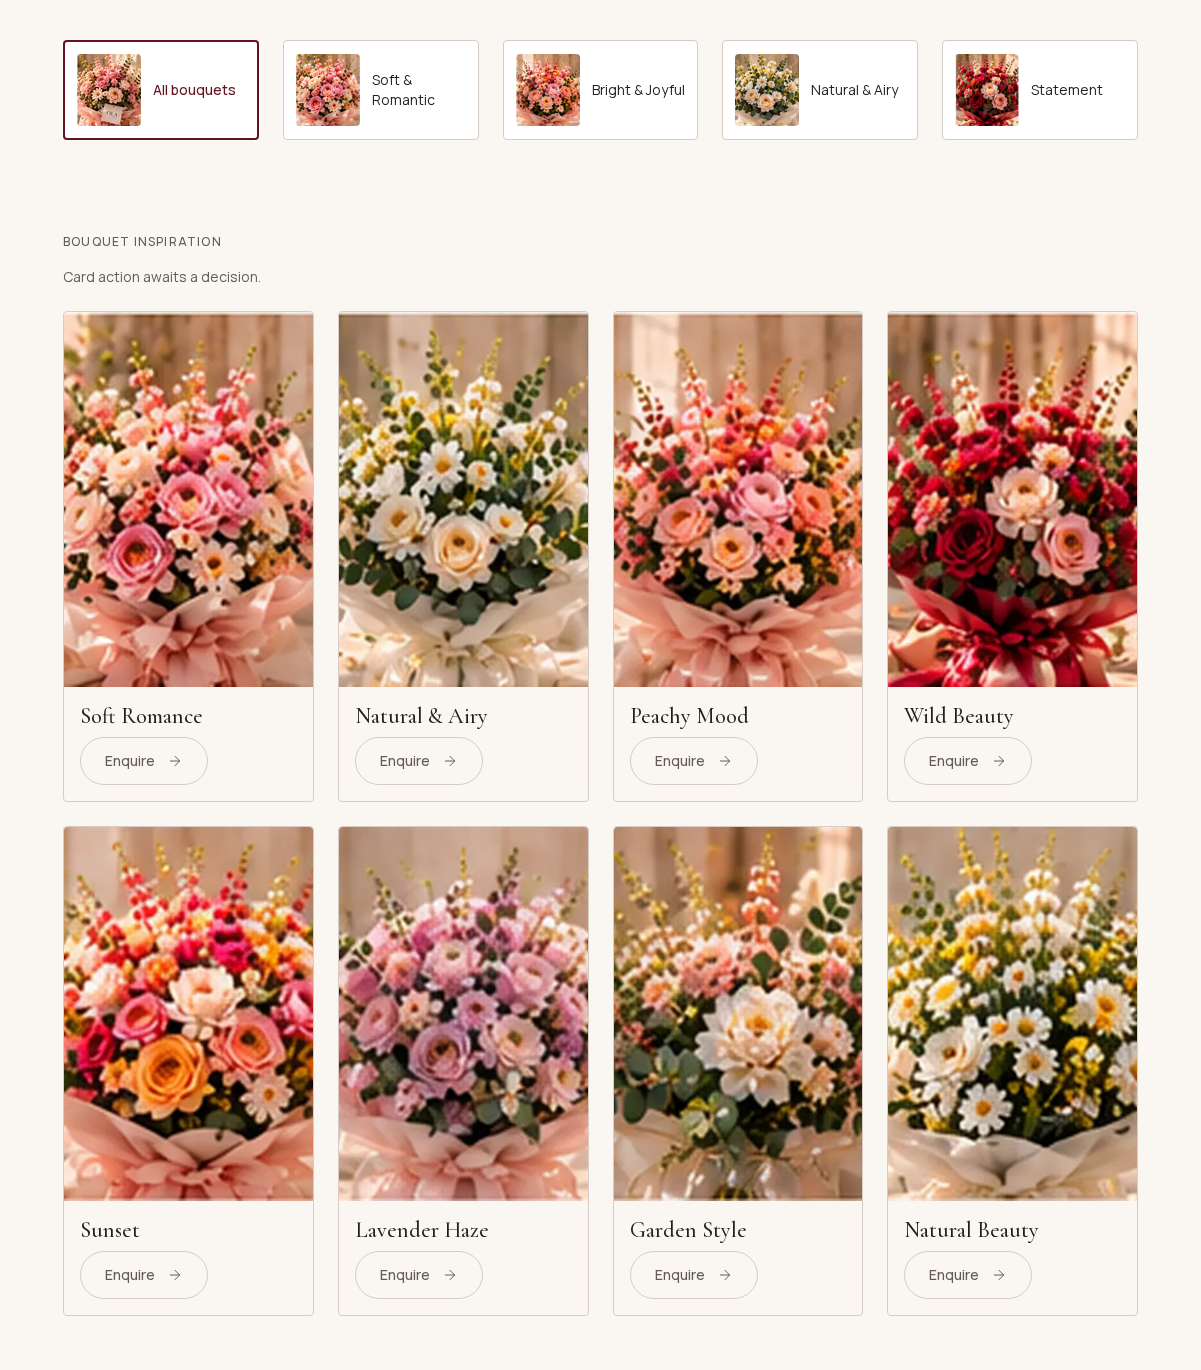 All bouquets
Soft &
Romantic
Bright & Joyful
Natural & Airy
Statement
BOUQUET INSPIRATION
Card action awaits a decision.
Soft Romance
Natural & Airy
Peachy Mood
Wild Beauty
Enquire
Enquire
Enquire
Enquire
Sunset
Lavender Haze
Garden Style
Natural Beauty
Enquire
Enquire
Enquire
Enquire